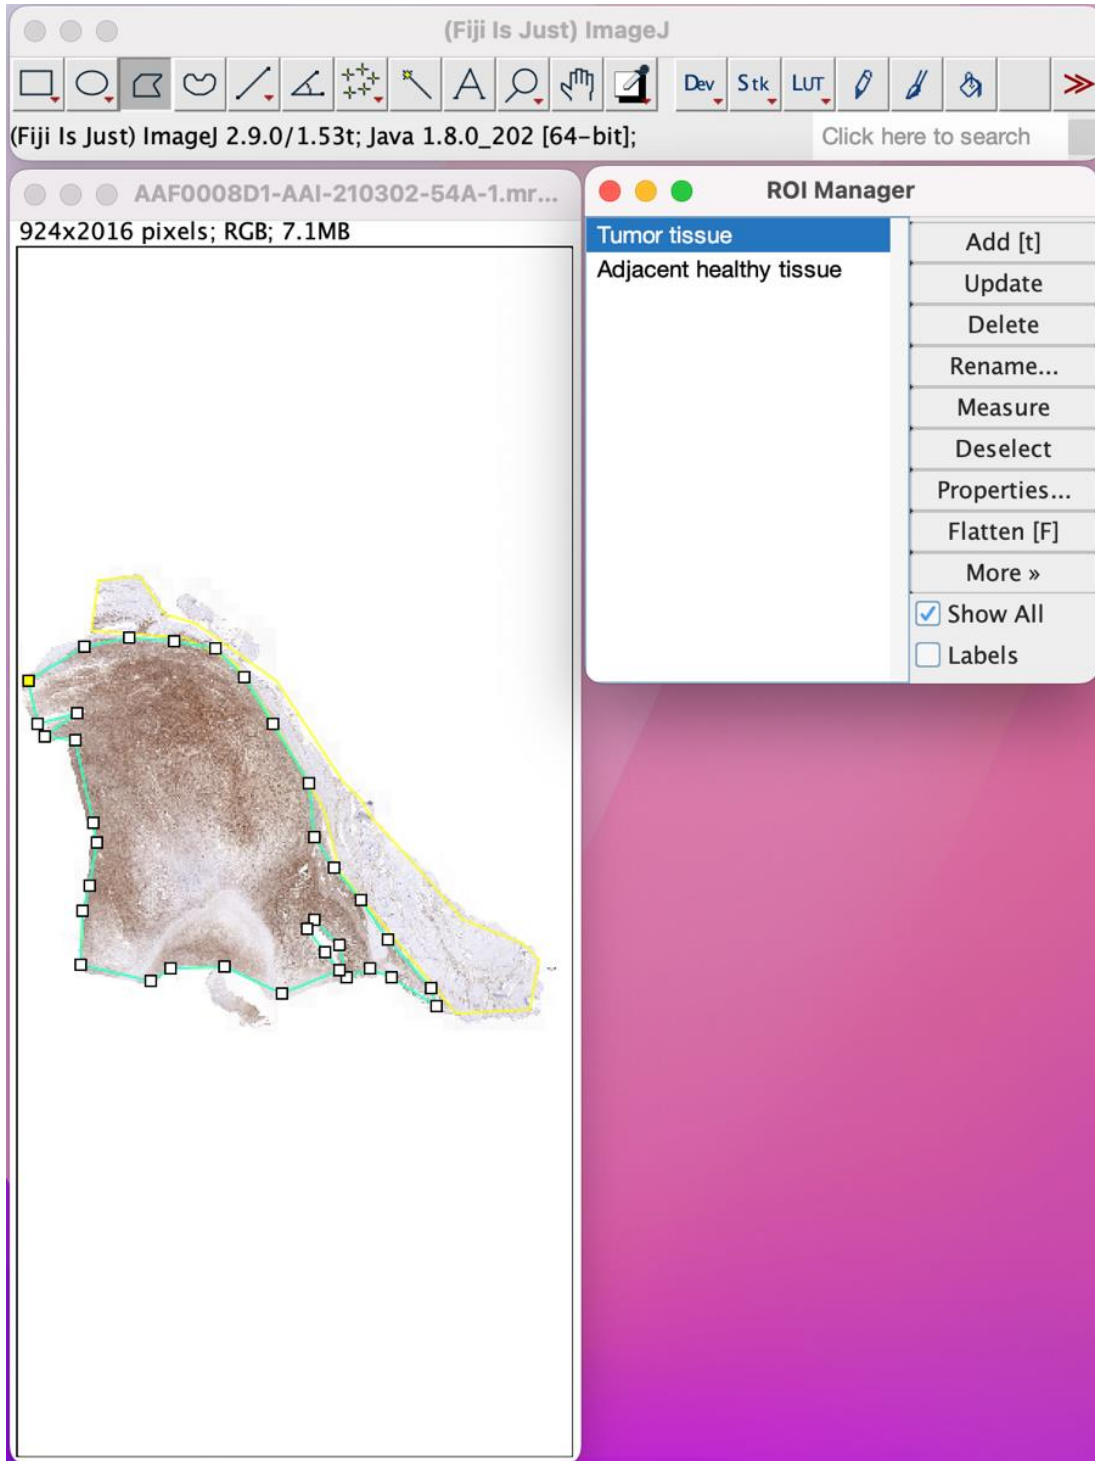 (Fiji Is Just) ImageJ
A
Dev
Stk
LUT
≫
(Fiji Is Just) ImageJ 2.9.0/1.53t; Java 1.8.0_202 [64-bit];
Click here to search
AAF0008D1-AAI-210302-54A-1.mr...
924x2016 pixels; RGB; 7.1MB
ROI Manager
Tumor tissue
Adjacent healthy tissue
Add [t]
Update
Delete
Rename...
Measure
Deselect
Properties...
Flatten [F]
More »
Show All
Labels